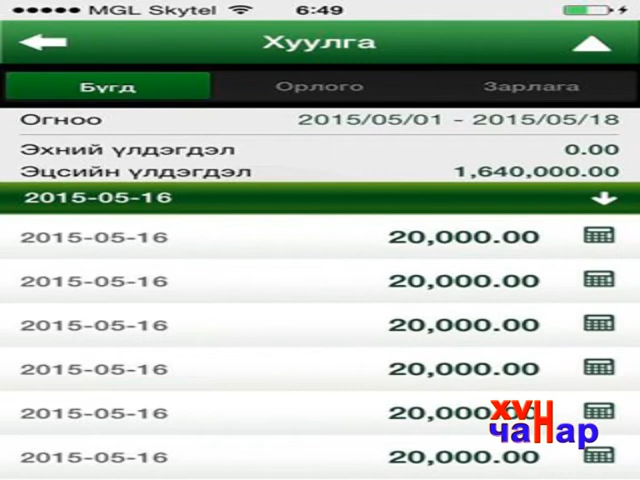 MGL Skytel 6:49
Хуулга
Бүгд Орлого Зарлага
Огноо 2015/05/01 - 2015/05/18
Эхний үлдэгдэл 0.00
Эцсийн үлдэгдэл 1,640,000.00
2015-05-16
2015-05-16 20,000.00
2015-05-16 20,000.00
2015-05-16 20,000.00
2015-05-16 20,000.00
2015-05-16 20,000.00
2015-05-16 20,000.00
хүн
чанар